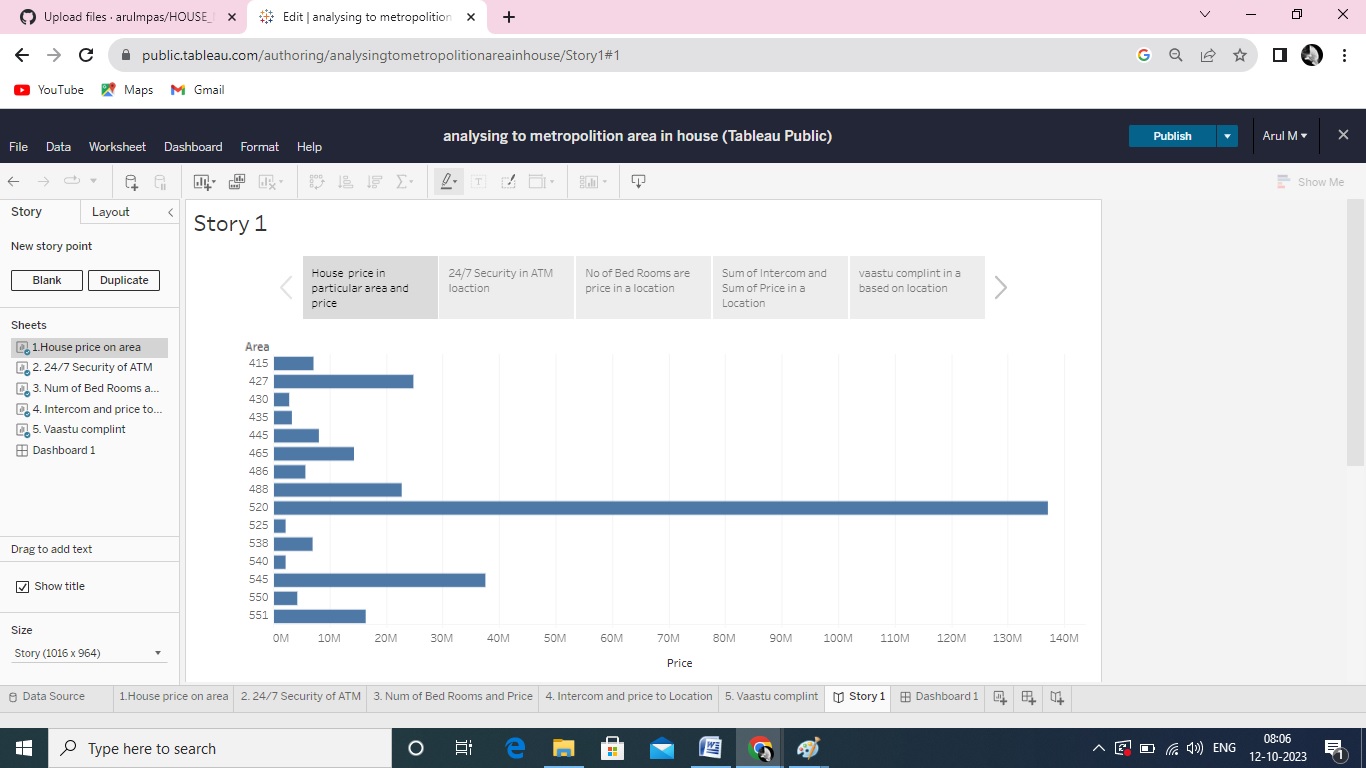 Upload files · arulmpas/HOUSE_
Edit | analysing to metropolition
public.tableau.com/authoring/analysingtometropolitionareainhouse/Story1#1
YouTube
Maps
Gmail
analysing to metropolition area in house (Tableau Public)
Publish
Arul M
File
Data
Worksheet
Dashboard
Format
Help
Show Me
Story
Layout
New story point
Blank
Duplicate
Sheets
1.House price on area
2. 24/7 Security of ATM
3. Num of Bed Rooms a...
4. Intercom and price to...
5. Vaastu complint
Dashboard 1
Drag to add text
Show title
Size
Story (1016 x 964)
Story 1
House price in
particular area and
price
24/7 Security in ATM
loaction
No of Bed Rooms are
price in a location
Sum of Intercom and
Sum of Price in a
Location
vaastu complint in a
based on location
Area
415
427
430
435
445
465
486
488
520
525
538
540
545
550
551
0M
10M
20M
30M
40M
50M
60M
70M
80M
90M
100M
110M
120M
130M
140M
Price
Data Source
1.House price on area
2. 24/7 Security of ATM
3. Num of Bed Rooms and Price
4. Intercom and price to Location
5. Vaastu complint
Story 1
Dashboard 1
Type here to search
ENG
08:06
12-10-2023
1